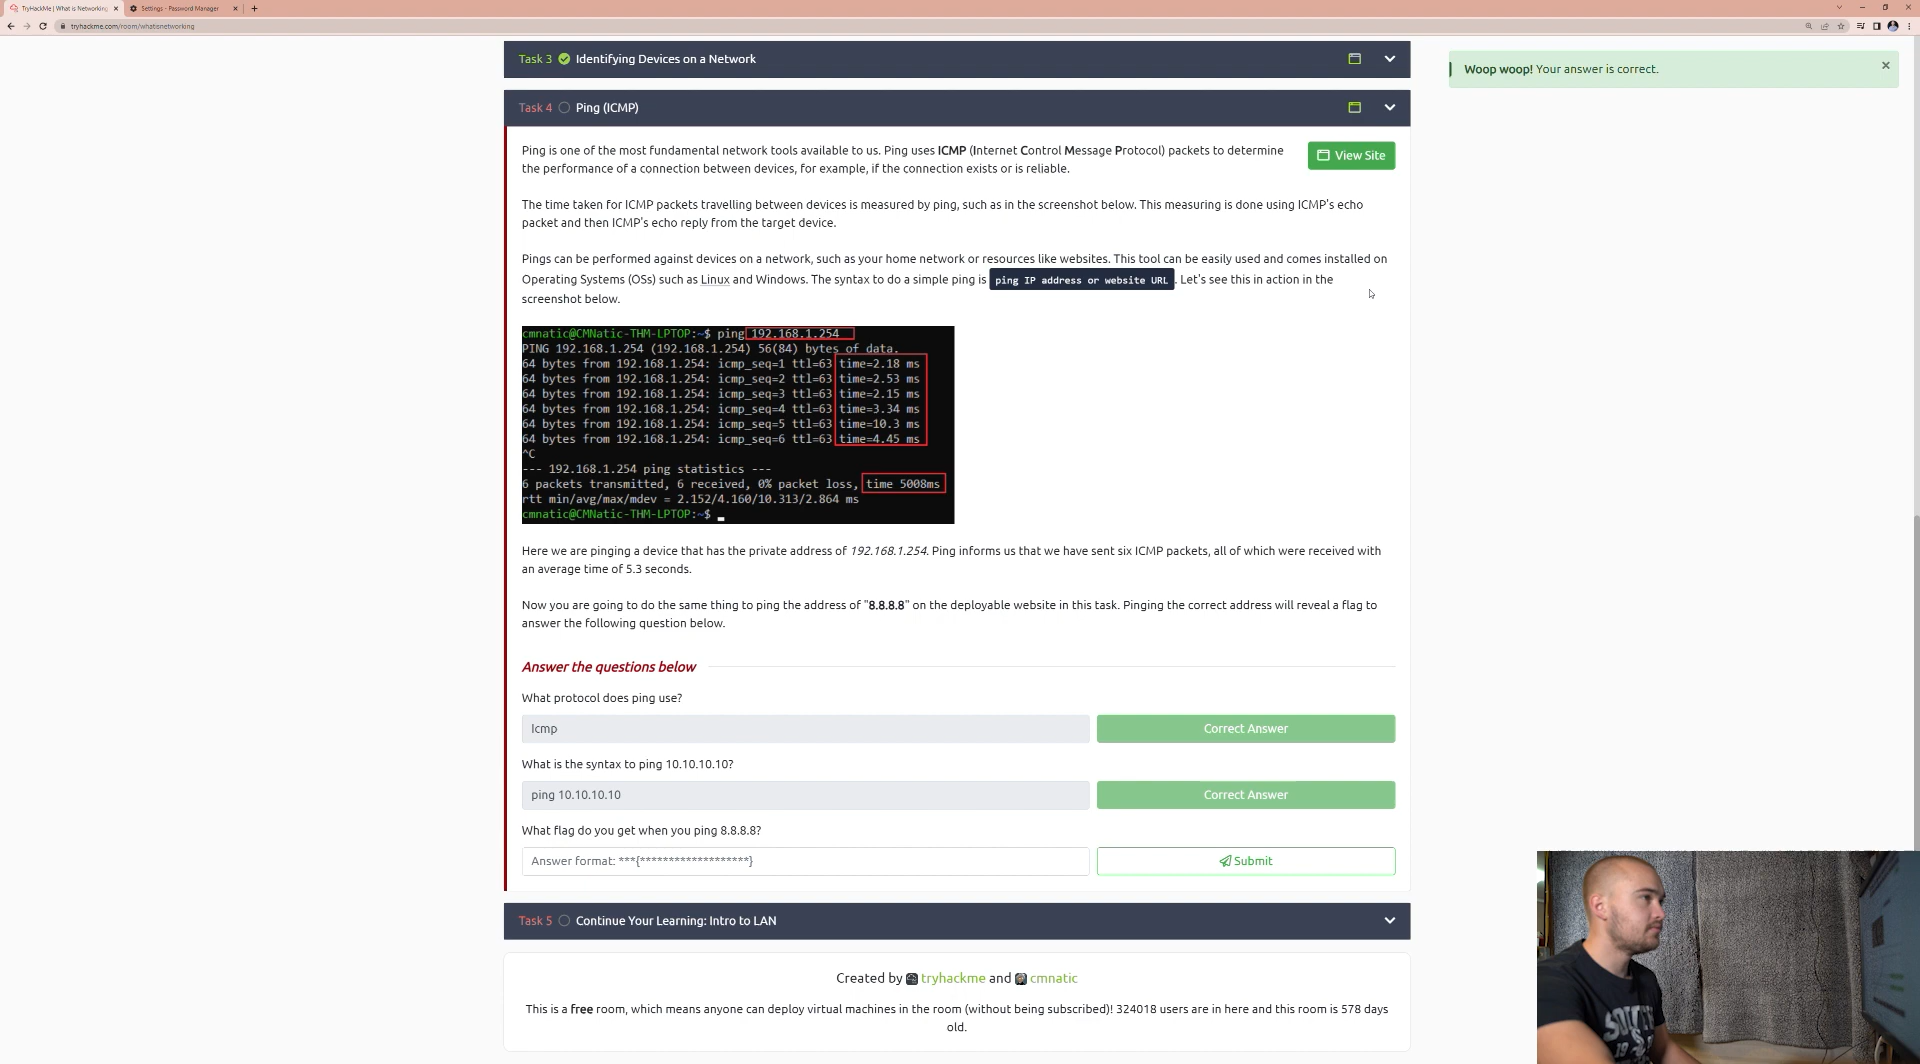 TryHackMe | What is Networking
Settings - Password Manager
tryhackme.com/room/whatisnetworking
Task 3 Identifying Devices on a Network
Woop woop! Your answer is correct.
Task 4 Ping (ICMP)
Ping is one of the most fundamental network tools available to us. Ping uses ICMP (Internet Control Message Protocol) packets to determine
the performance of a connection between devices, for example, if the connection exists or is reliable.
View Site
The time taken for ICMP packets travelling between devices is measured by ping, such as in the screenshot below. This measuring is done using ICMP's echo
packet and then ICMP's echo reply from the target device.
Pings can be performed against devices on a network, such as your home network or resources like websites. This tool can be easily used and comes installed on
Operating Systems (OSs) such as Linux and Windows. The syntax to do a simple ping is ping IP address or website URL . Let's see this in action in the
screenshot below.
cmnatic@CMNatic-THM-LPTOP:~$ ping 192.168.1.254
PING 192.168.1.254 (192.168.1.254) 56(84) bytes of data.
64 bytes from 192.168.1.254: icmp_seq=1 ttl=63 time=2.18 ms
64 bytes from 192.168.1.254: icmp_seq=2 ttl=63 time=2.53 ms
64 bytes from 192.168.1.254: icmp_seq=3 ttl=63 time=2.15 ms
64 bytes from 192.168.1.254: icmp_seq=4 ttl=63 time=3.34 ms
64 bytes from 192.168.1.254: icmp_seq=5 ttl=63 time=10.3 ms
64 bytes from 192.168.1.254: icmp_seq=6 ttl=63 time=4.45 ms
^C
--- 192.168.1.254 ping statistics ---
6 packets transmitted, 6 received, 0% packet loss, time 5008ms
rtt min/avg/max/mdev = 2.152/4.160/10.313/2.864 ms
cmnatic@CMNatic-THM-LPTOP:~$ _
Here we are pinging a device that has the private address of 192.168.1.254. Ping informs us that we have sent six ICMP packets, all of which were received with
an average time of 5.3 seconds.
Now you are going to do the same thing to ping the address of "8.8.8.8" on the deployable website in this task. Pinging the correct address will reveal a flag to
answer the following question below.
Answer the questions below
What protocol does ping use?
Icmp
Correct Answer
What is the syntax to ping 10.10.10.10?
ping 10.10.10.10
Correct Answer
What flag do you get when you ping 8.8.8.8?
Answer format: ***{*******************}
Submit
Task 5 Continue Your Learning: Intro to LAN
Created by tryhackme and cmnatic
This is a free room, which means anyone can deploy virtual machines in the room (without being subscribed)! 324018 users are in here and this room is 578 days
old.